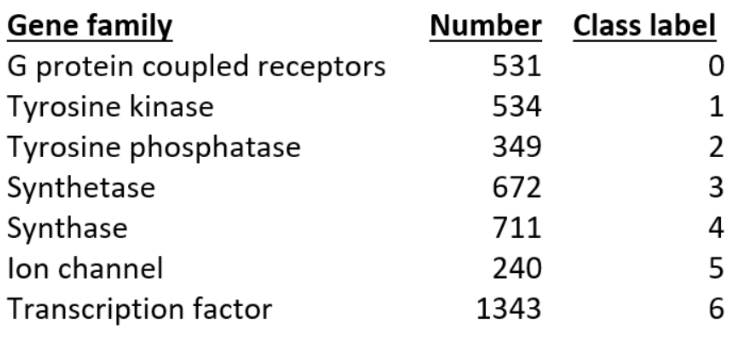 Gene family Number Class label
G protein coupled receptors 531 0
Tyrosine kinase 534 1
Tyrosine phosphatase 349 2
Synthetase 672 3
Synthase 711 4
Ion channel 240 5
Transcription factor 1343 6